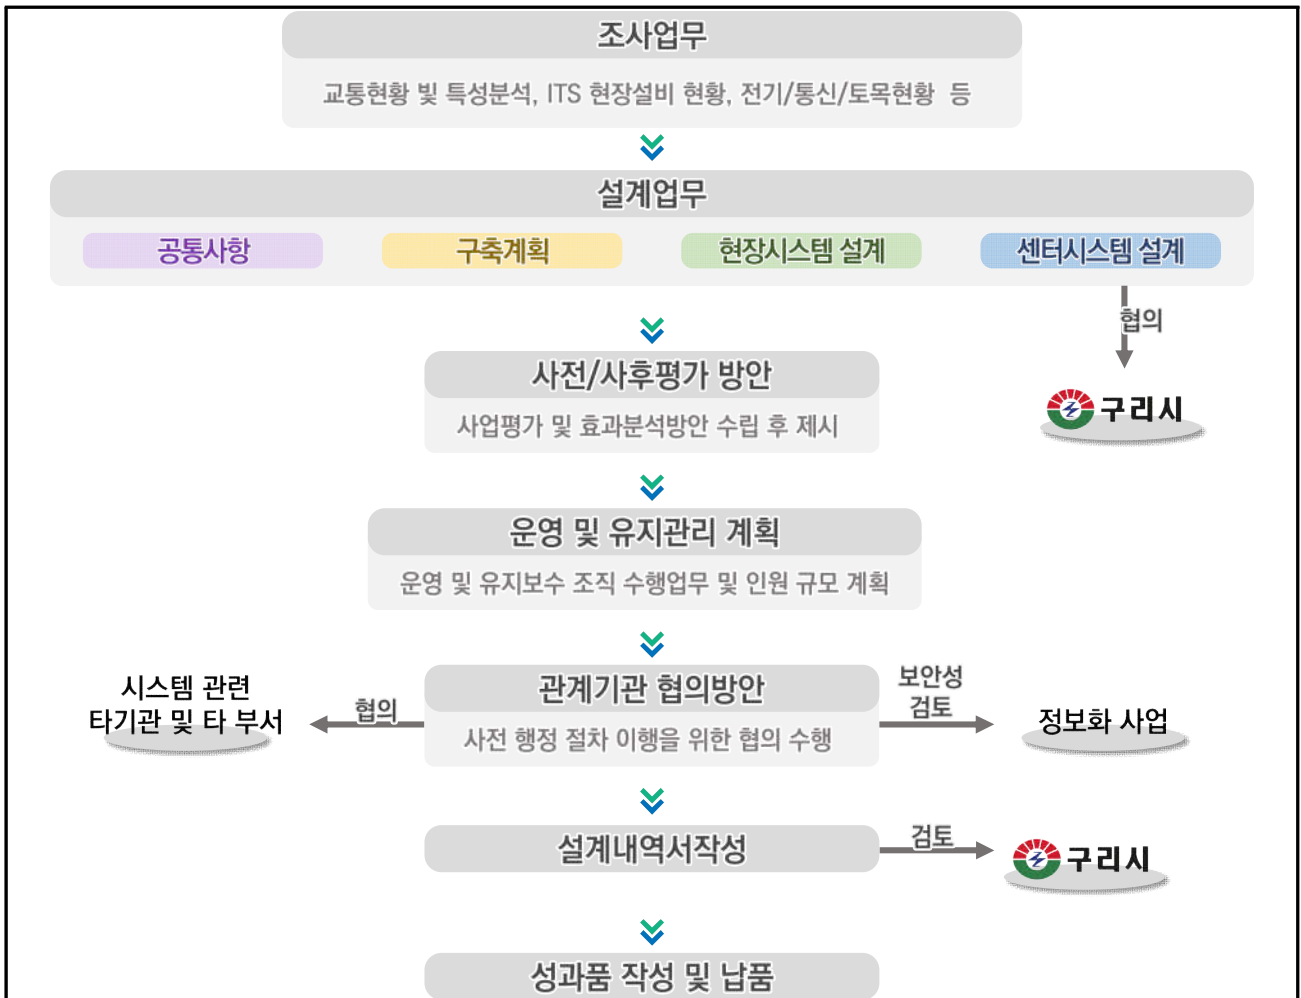 조사업무
교통현황 빛 특성분석, ITS 현장설비 현황, 전기/통신/토목현황 등
설계업무
공통사항
구축계획
현장시스템 설계
센터시스템 설계
협의
사전/사후평가 방안
구리시
사업평가 및 효과분석방안 수립 후 제시
운영 및 유지관리 계획
운영 및 유지보수 조직 수행업무 및 인원 규모 계획
시스템 관련
타기관 및 타 부서
협의
관계기관 협의방안
사전 행정 절차 이행을 위한 협의 수행
보안성
검토
정보화 사업
설계내역서작성
검토
구리시
성과품 작성 및 납품